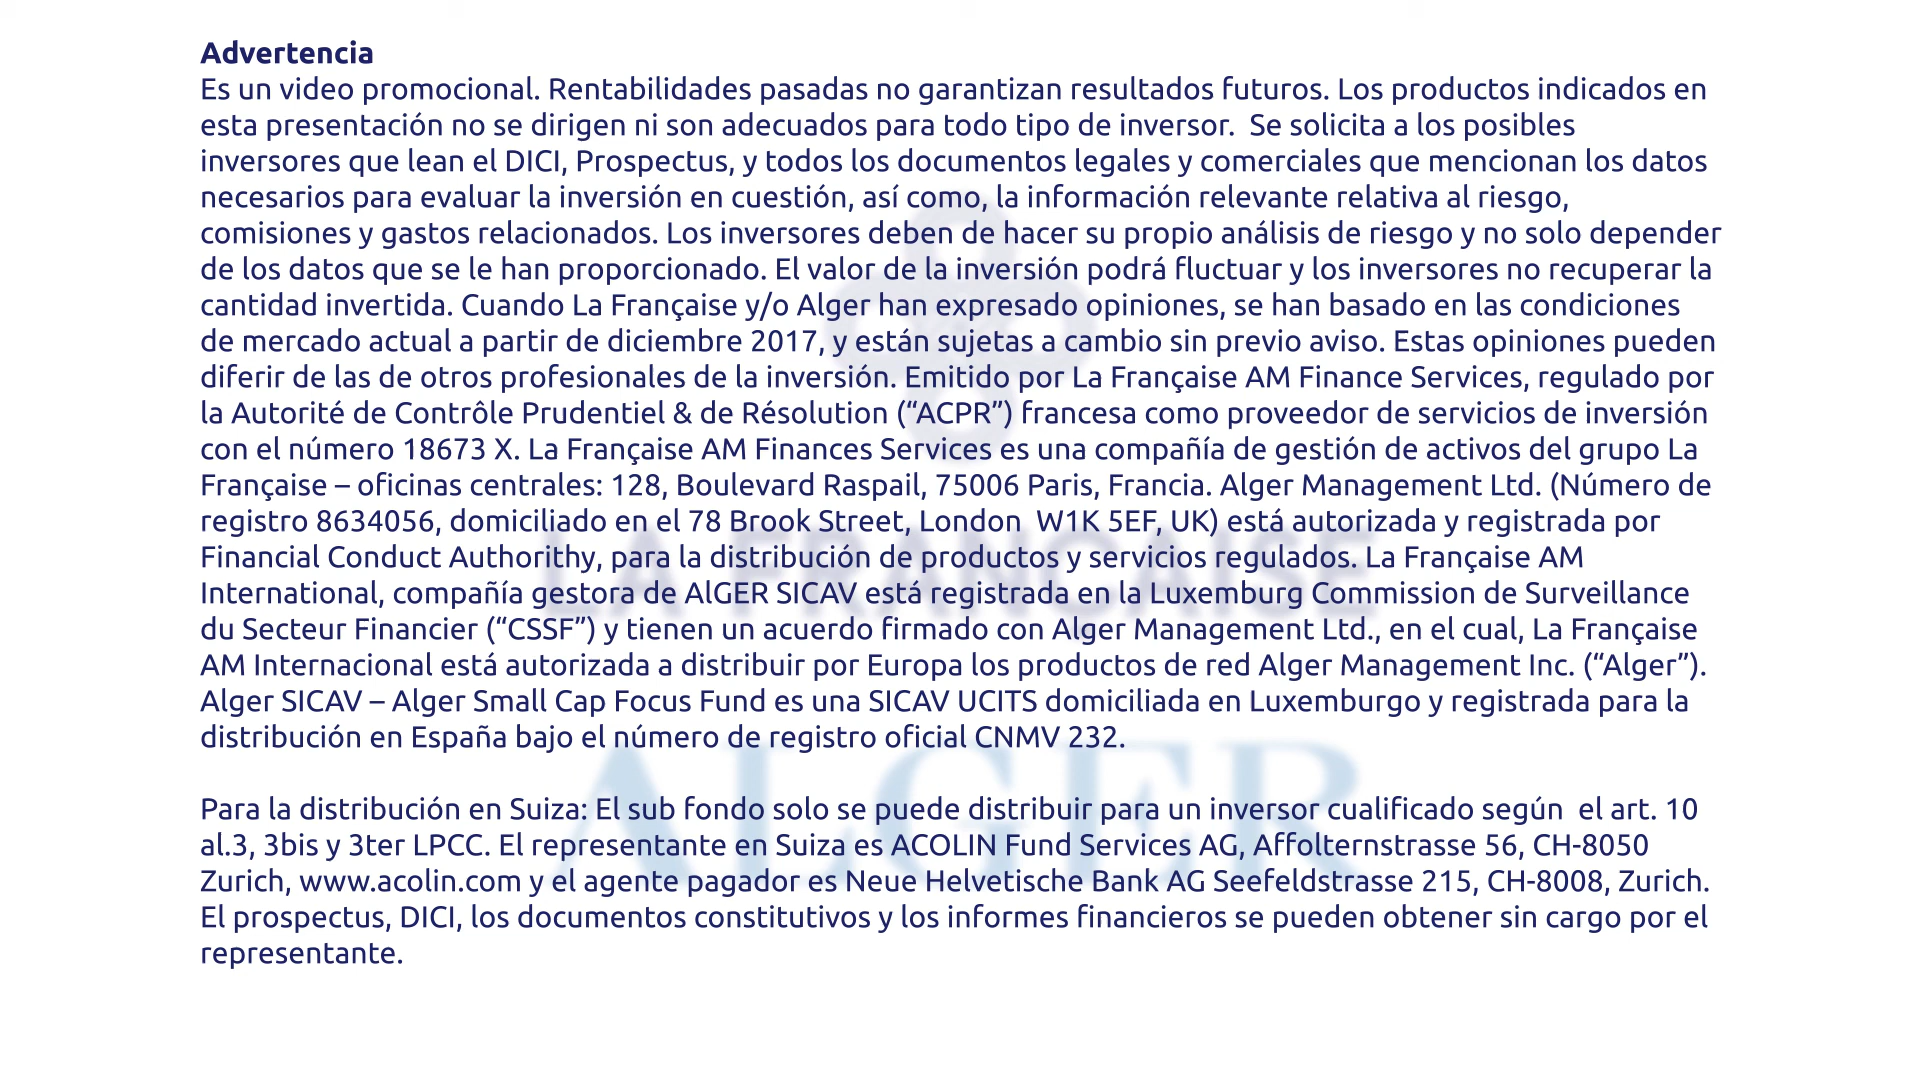 Advertencia
Es un video promocional. Rentabilidades pasadas no garantizan resultados futuros. Los productos indicados en
esta presentación no se dirigen ni son adecuados para todo tipo de inversor.  Se solicita a los posibles
inversores que lean el DICI, Prospectus, y todos los documentos legales y comerciales que mencionan los datos
necesarios para evaluar la inversión en cuestión, así como, la información relevante relativa al riesgo,
comisiones y gastos relacionados. Los inversores deben de hacer su propio análisis de riesgo y no solo depender
de los datos que se le han proporcionado. El valor de la inversión podrá fluctuar y los inversores no recuperar la
cantidad invertida. Cuando La Française y/o Alger han expresado opiniones, se han basado en las condiciones
de mercado actual a partir de diciembre 2017, y están sujetas a cambio sin previo aviso. Estas opiniones pueden
diferir de las de otros profesionales de la inversión. Emitido por La Française AM Finance Services, regulado por
la Autorité de Contrôle Prudentiel & de Résolution (“ACPR”) francesa como proveedor de servicios de inversión
con el número 18673 X. La Française AM Finances Services es una compañía de gestión de activos del grupo La
Française – oficinas centrales: 128, Boulevard Raspail, 75006 Paris, Francia. Alger Management Ltd. (Número de
registro 8634056, domiciliado en el 78 Brook Street, London  W1K 5EF, UK) está autorizada y registrada por
Financial Conduct Authorithy, para la distribución de productos y servicios regulados. La Française AM
International, compañía gestora de AlGER SICAV está registrada en la Luxemburg Commission de Surveillance
du Secteur Financier (“CSSF”) y tienen un acuerdo firmado con Alger Management Ltd., en el cual, La Française
AM Internacional está autorizada a distribuir por Europa los productos de red Alger Management Inc. (“Alger”).
Alger SICAV – Alger Small Cap Focus Fund es una SICAV UCITS domiciliada en Luxemburgo y registrada para la
distribución en España bajo el número de registro oficial CNMV 232.
Para la distribución en Suiza: El sub fondo solo se puede distribuir para un inversor cualificado según  el art. 10
al.3, 3bis y 3ter LPCC. El representante en Suiza es ACOLIN Fund Services AG, Affolternstrasse 56, CH-8050
Zurich, www.acolin.com y el agente pagador es Neue Helvetische Bank AG Seefeldstrasse 215, CH-8008, Zurich.
El prospectus, DICI, los documentos constitutivos y los informes financieros se pueden obtener sin cargo por el
representante.
LA FRANÇAISE
ALGER